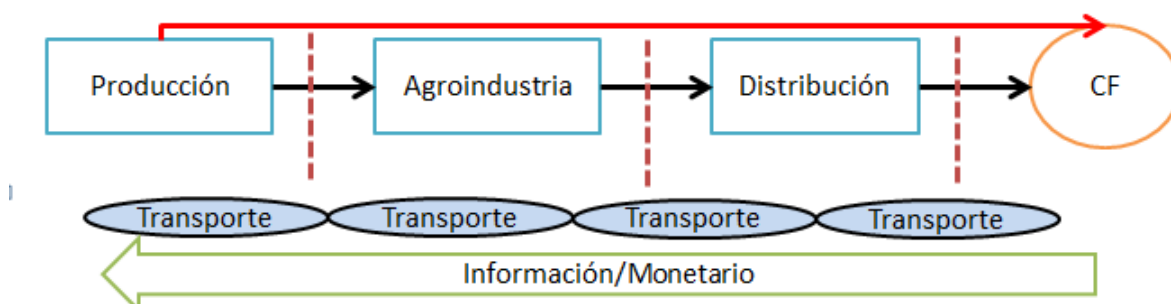 Producción
Agroindustria
Distribución
CF
Transporte
Transporte
Transporte
Transporte
Información/Monetario